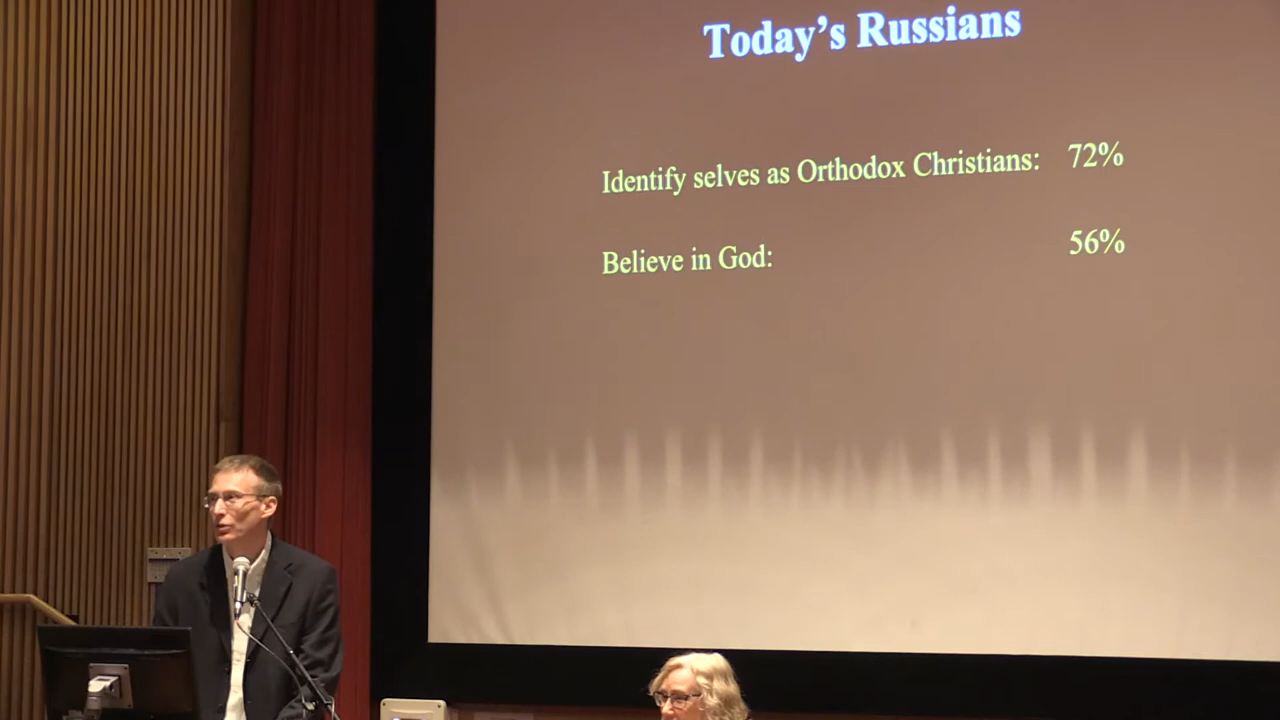 Today's Russians
Identify selves as Orthodox Christians: 72%
Believe in God: 56%